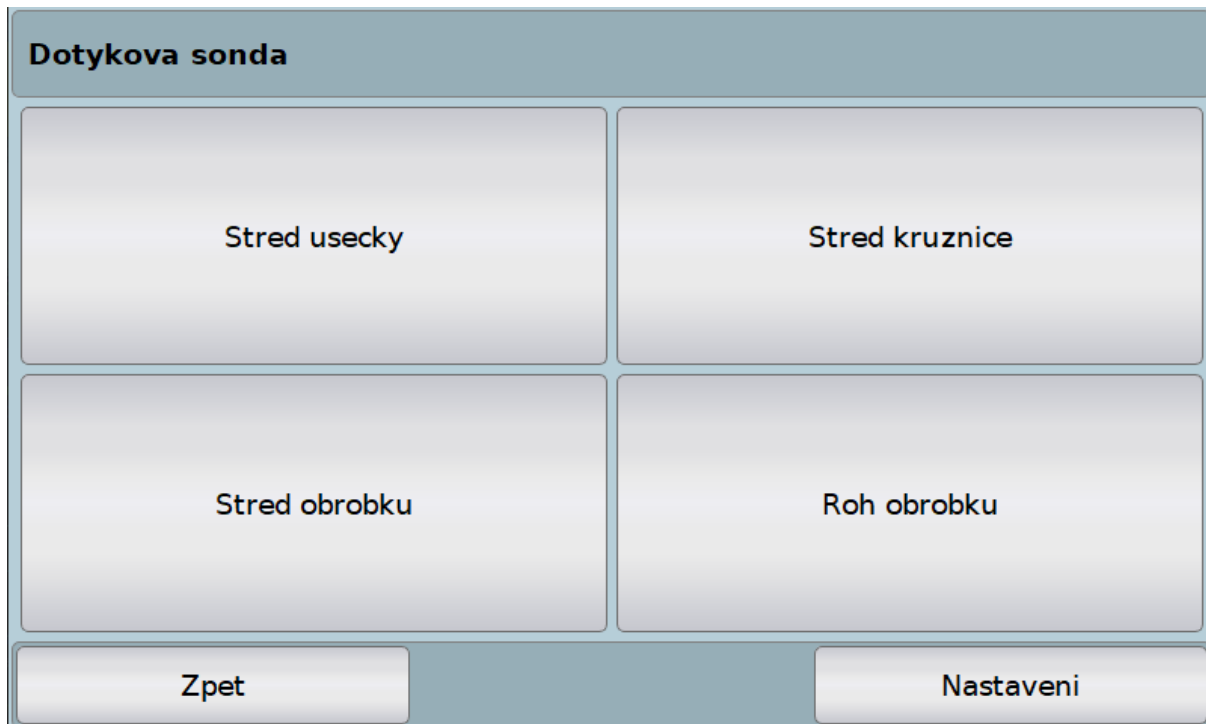 Dotykova sonda
Stred usecky
Stred kruznice
Stred obrobku
Roh obrobku
Zpet
Nastaveni